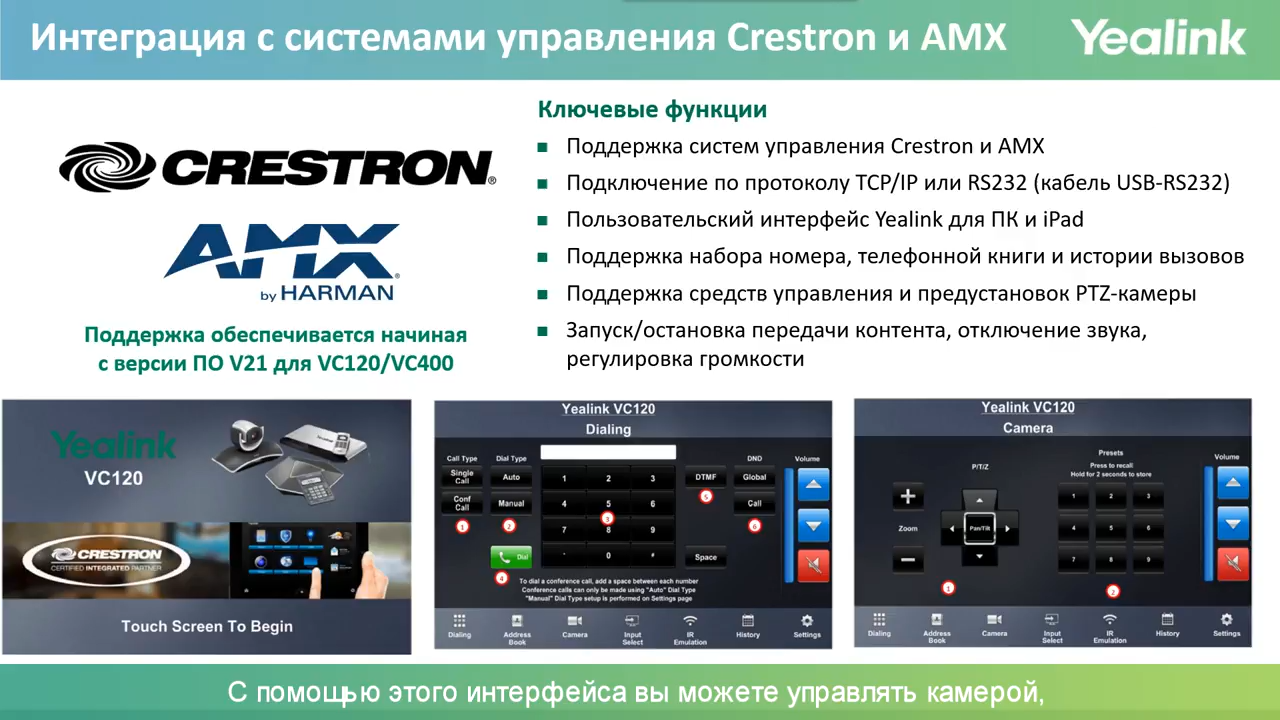 Интеграция с системами управления Crestron и AMX
Yealink
CRESTRON®
AMX®
by HARMAN
Поддержка обеспечивается начиная
с версии ПО V21 для VC120/VC400
Ключевые функции
Поддержка систем управления Crestron и AMX
Подключение по протоколу TCP/IP или RS232 (кабель USB-RS232)
Пользовательский интерфейс Yealink для ПК и iPad
Поддержка набора номера, телефонной книги и истории вызовов
Поддержка средств управления и предустановок PTZ-камеры
Запуск/остановка передачи контента, отключение звука,
регулировка громкости
Yealink
VC120
CRESTRON
CERTIFIED INTEGRATED PARTNER
Touch Screen To Begin
Yealink VC120
Dialing
Call Type
Dial Type
DND
Volume
Single Call
Auto
1 2 3
DTMF
Global
Conf Call
Manual
4 5 6
Call
1
2
3
5
6
7 8 9
Dial
0 #
Space
4
To dial a conference call, add a space between each number
Conference calls can only be made using "Auto" Dial Type
"Manual" Dial Type setup is performed on Settings page
Dialing
Address Book
Camera
Input Select
IR Emulation
History
Settings
Yealink VC120
Camera
Presets
Volume
P/T/Z
Press to recall
Hold for 2 seconds to store
+
1 2 3
Zoom
Pan/Tilt
4 5 6
−
7 8 9
1
2
Dialing
Address Book
Camera
Input Select
IR Emulation
History
Settings
С помощью этого интерфейса вы можете управлять камерой,